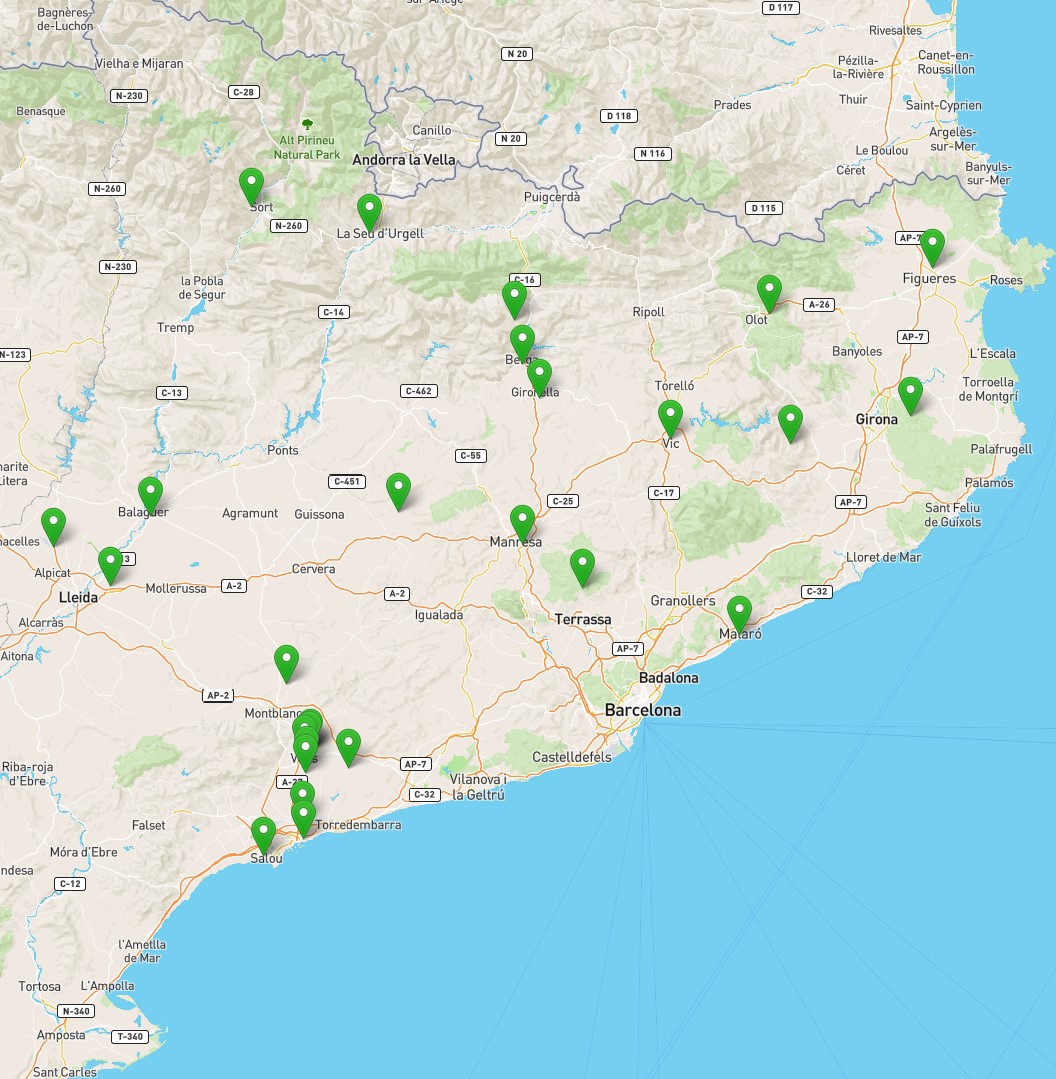 D 117
Bagnères-
de-Luchon
Rivesaltes
N 20
Vielha e Mijaran
Pézilla-
la-Rivière
Canet-en-
Roussillon
C-28
N-230
Thuir
Prades
Saint-Cyprien
Benasque
D 118
Canillo
Argelès-
sur-Mer
Alt Pirineu
Natural Park
N 20
N 116
Le Boulou
Andorra la Vella
Céret
Banyuls-
sur-Mer
N-260
Puigcerdà
Sort
D 115
N-260
La Seu d'Urgell
AP-7
N-230
Figueres
Roses
C-16
la Pobla
de Segur
A-26
C-14
Ripoll
Olot
Tremp
AP-7
N-123
Banyoles
L'Escala
Berga
Torelló
Torroella
de Montgrí
C-13
C-462
Gironella
Girona
Vic
Ponts
C-55
Palafrugell
C-451
Palamós
C-17
C-25
AP-7
Balaguer
Agramunt
Guissona
Sant Feliu
de Guíxols
Manresa
Lloret de Mar
Alpicat
Cervera
Mollerussa
A-2
A-2
C-32
Lleida
Granollers
Igualada
Terrassa
Alcarràs
Mataró
AP-7
Aitona
Badalona
AP-2
Montblanc
Barcelona
Castelldefels
AP-7
Riba-roja
d'Ebre
Vilanova i
la Geltrú
C-32
Falset
Torredembarra
Móra d'Ebre
Salou
C-12
l'Ametlla
de Mar
Tortosa
L'Ampolla
N-340
Amposta
T-340
Sant Carles